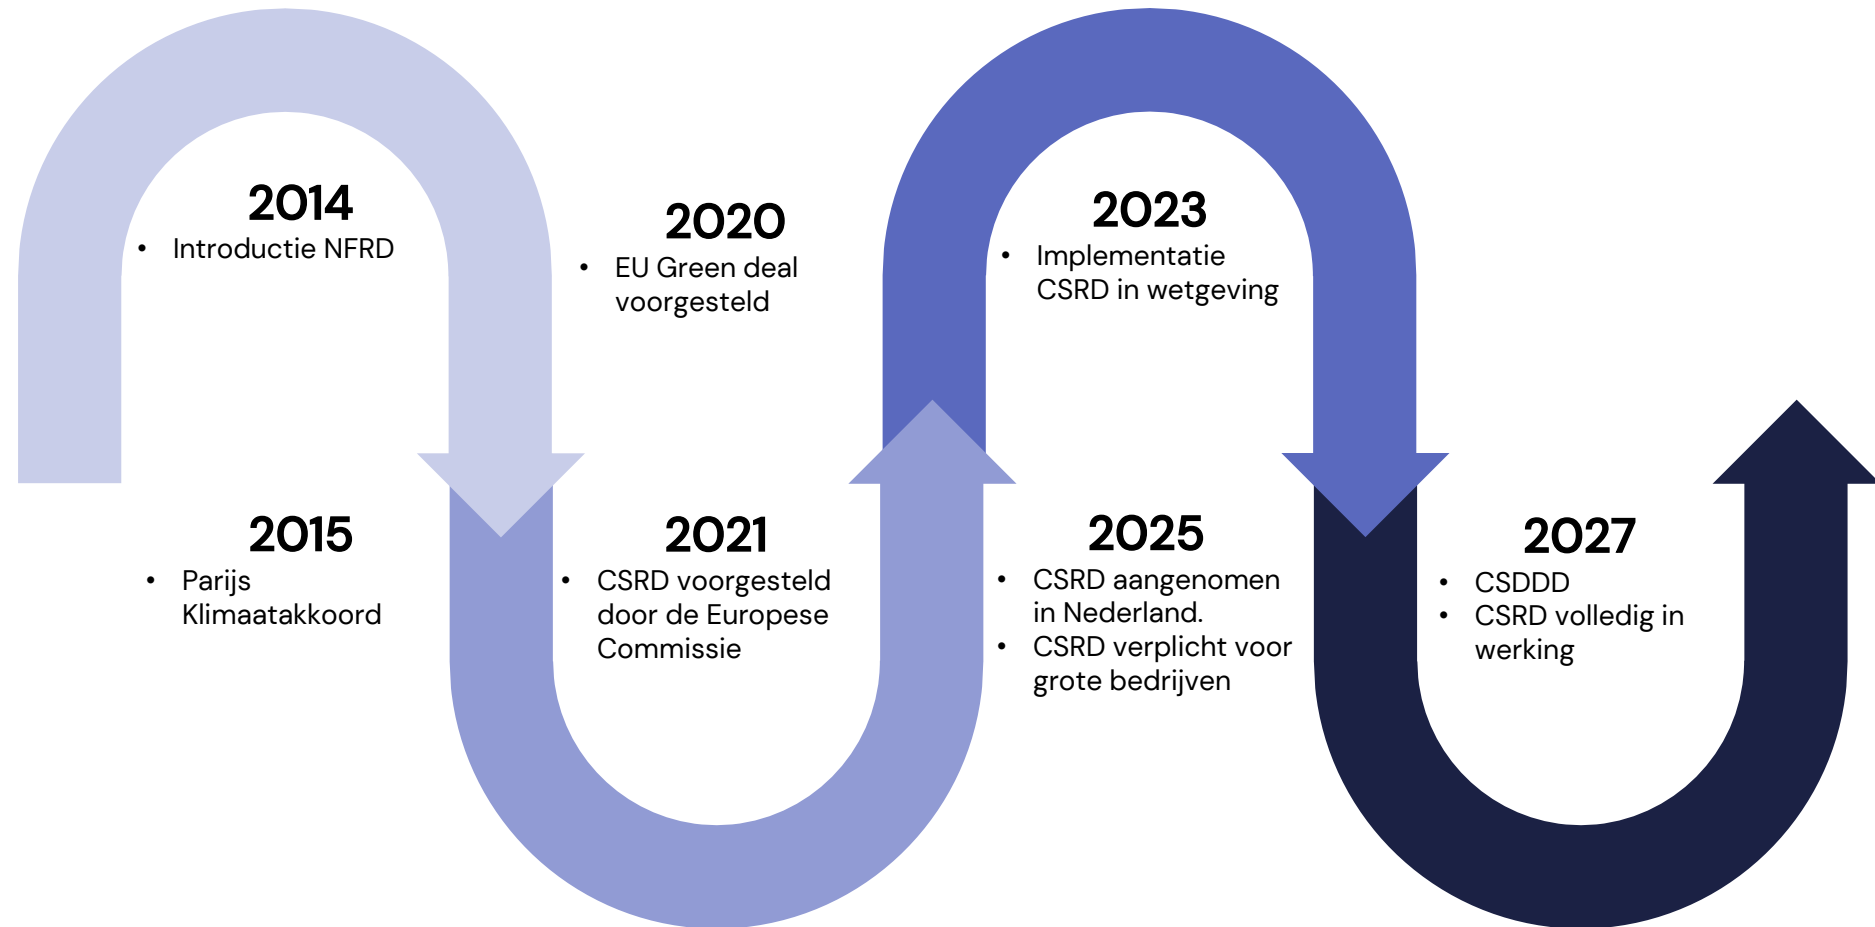 2014
• Introductie NFRD
2015
• Parijs
Klimaatakkoord
2020
• EU Green deal
voorgesteld
2021
• CSRD voorgesteld
door de Europese
Commissie
2023
• Implementatie
CSRD in wetgeving
2025
• CSRD aangenomen
in Nederland.
• CSRD verplicht voor
grote bedrijven
2027
• CSDDD
• CSRD volledig in
werking